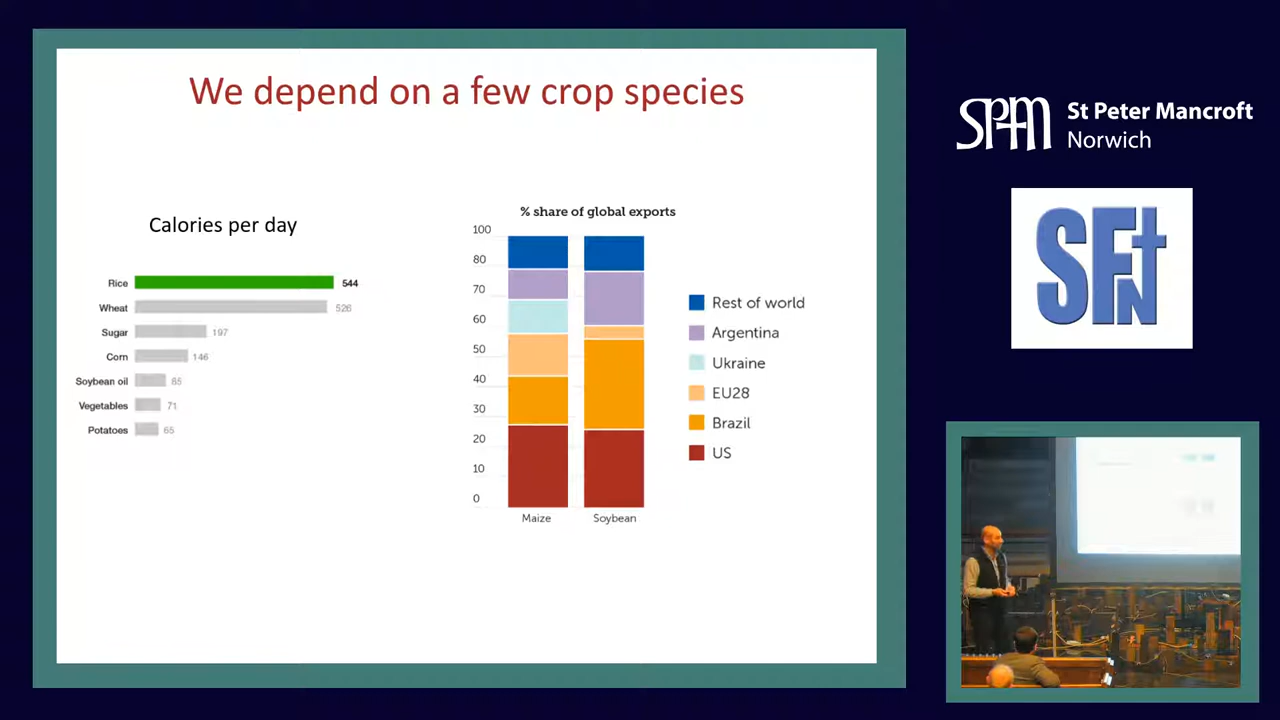 We depend on a few crop species
Calories per day
Rice 544
Wheat 526
Sugar 197
Corn 146
Soybean oil 65
Vegetables 71
Potatoes 65
% share of global exports
100
80
70
60
50
40
30
20
10
0
Maize Soybean
Rest of world
Argentina
Ukraine
EU28
Brazil
US
SPM St Peter Mancroft
Norwich
SFN